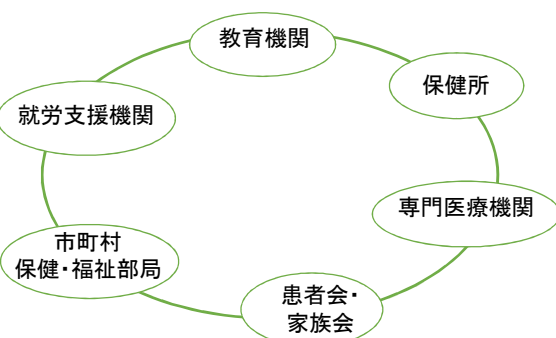 教育機関
保健所
就労支援機関
専門医療機関
市町村
保健・福祉部局
患者会・
家族会